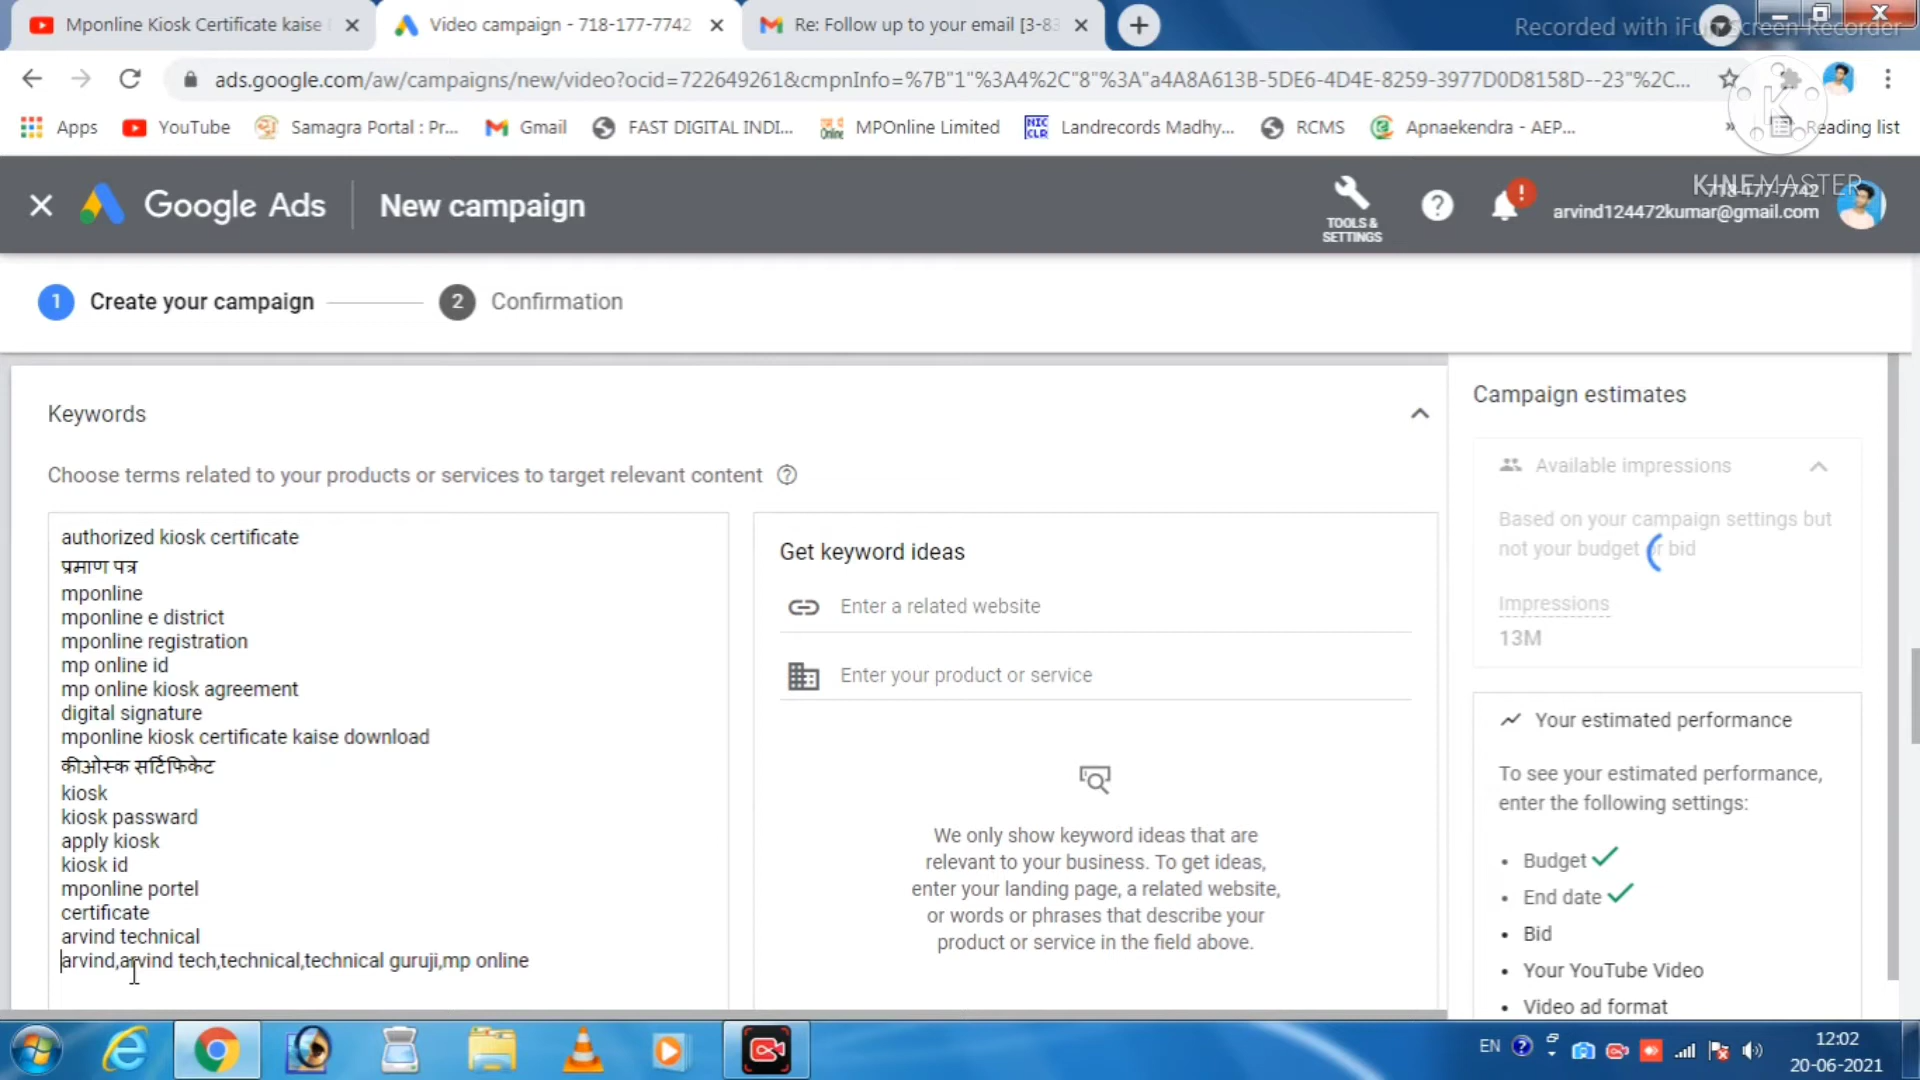 Mponline Kiosk Certificate kaise
Video campaign - 718-177-7742
Re: Follow up to your email [3-83
Recorded with iFun Screen Recorder
ads.google.com/aw/campaigns/new/video?ocid=722649261&cmpnInfo=%7B"1"%3A4%2C"8"%3A"a4A8A613B-5DE6-4D4E-8259-3977D0D8158D--23"%2C...
Apps
YouTube
Samagra Portal : Pr...
Gmail
FAST DIGITAL INDI...
MPOnline Limited
NIC CLR
Landrecords Madhy...
RCMS
Apnaekendra - AEP...
»
Reading list
K
KINEMASTER
Google Ads
New campaign
TOOLS &
SETTINGS
718-177-7742
arvind124472kumar@gmail.com
1 Create your campaign
2 Confirmation
Keywords
Choose terms related to your products or services to target relevant content
authorized kiosk certificate
प्रमाण पत्र
mponline
mponline e district
mponline registration
mp online id
mp online kiosk agreement
digital signature
mponline kiosk certificate kaise download
कीओस्क सर्टिफिकेट
kiosk
kiosk passward
apply kiosk
kiosk id
mponline portel
certificate
arvind technical
arvind,arvind tech,technical,technical guruji,mp online
Get keyword ideas
Enter a related website
Enter your product or service
We only show keyword ideas that are
relevant to your business. To get ideas,
enter your landing page, a related website,
or words or phrases that describe your
product or service in the field above.
Campaign estimates
Available impressions
Based on your campaign settings but
not your budget or bid
Impressions
13M
Your estimated performance
To see your estimated performance,
enter the following settings:
• Budget
• End date
• Bid
• Your YouTube Video
• Video ad format
EN
12:02
20-06-2021